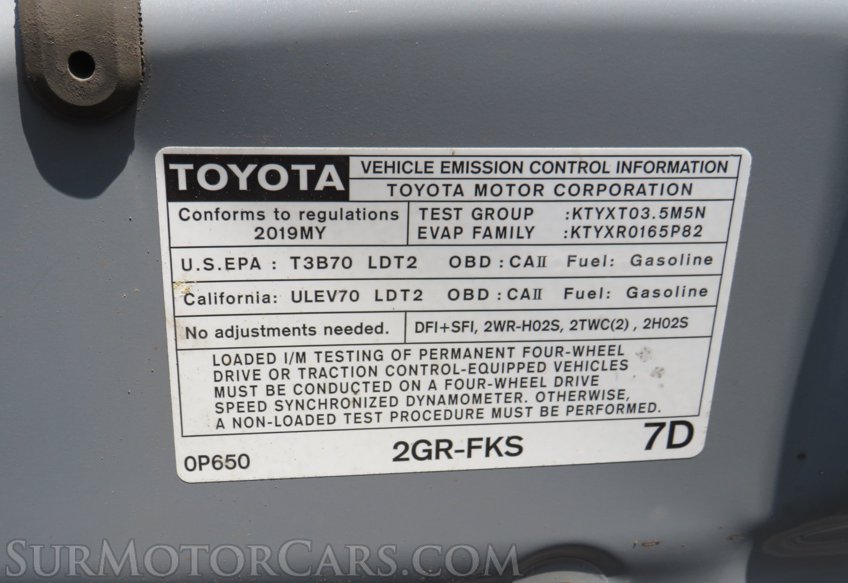 TOYOTA
VEHICLE EMISSION CONTROL INFORMATION
TOYOTA MOTOR CORPORATION
Conforms to regulations
2019MY
TEST GROUP :KTYXT03.5M5N
EVAP FAMILY :KTYXR0165P82
U.S.EPA : T3B70 LDT2 OBD : CAII Fuel: Gasoline
California: ULEV70 LDT2 OBD : CAII Fuel: Gasoline
No adjustments needed.
DFI+SFI, 2WR-HO2S, 2TWC(2) , 2HO2S
LOADED I/M TESTING OF PERMANENT FOUR-WHEEL
DRIVE OR TRACTION CONTROL-EQUIPPED VEHICLES
MUST BE CONDUCTED ON A FOUR-WHEEL DRIVE
SPEED SYNCHRONIZED DYNAMOMETER. OTHERWISE,
A NON-LOADED TEST PROCEDURE MUST BE PERFORMED.
0P650
2GR-FKS
7D
SurMotorCars.com